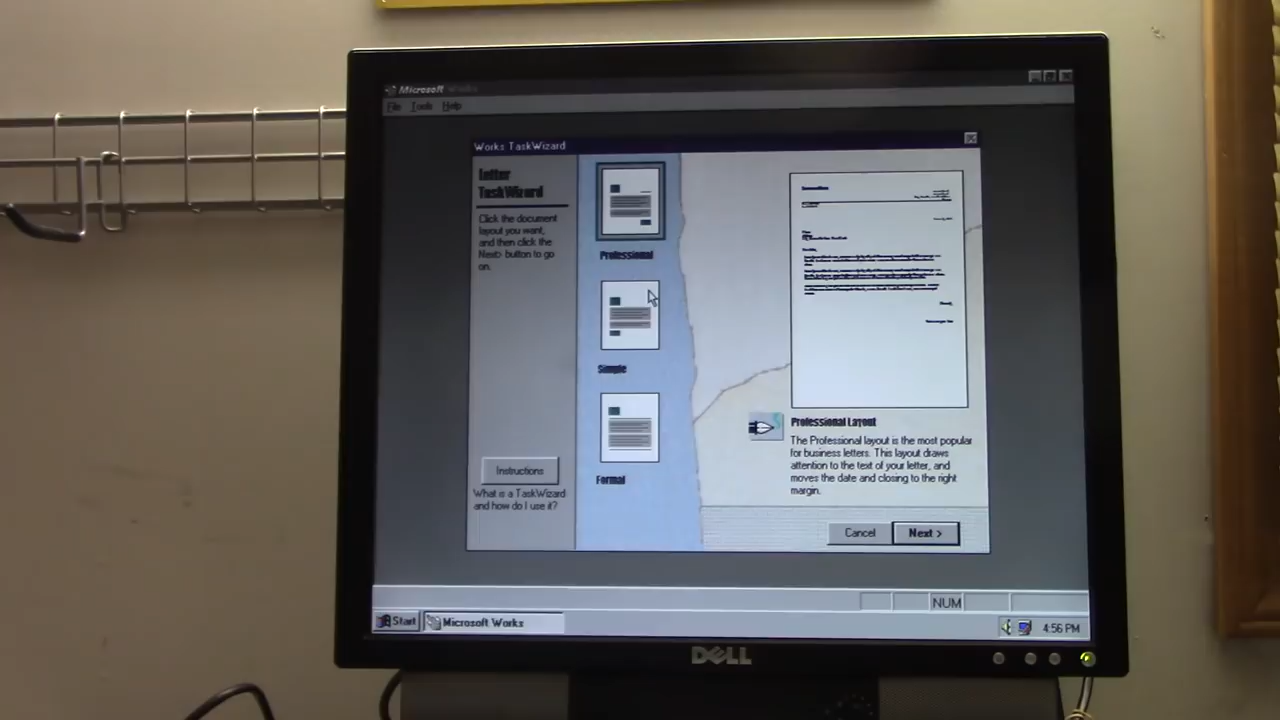 Microsoft Works
File Tools Help
Works TaskWizard
Letter
TaskWizard
Click the document
layout you want,
and then click the
Next> button to go
on.
Professional
Simple
Formal
Instructions
What is a TaskWizard
and how do I use it?
Professional Layout
The Professional layout is the most popular
for business letters. This layout draws
attention to the text of your letter, and
moves the date and closing to the right
margin.
Cancel Next >
NUM
Start Microsoft Works 4:56 PM
DELL